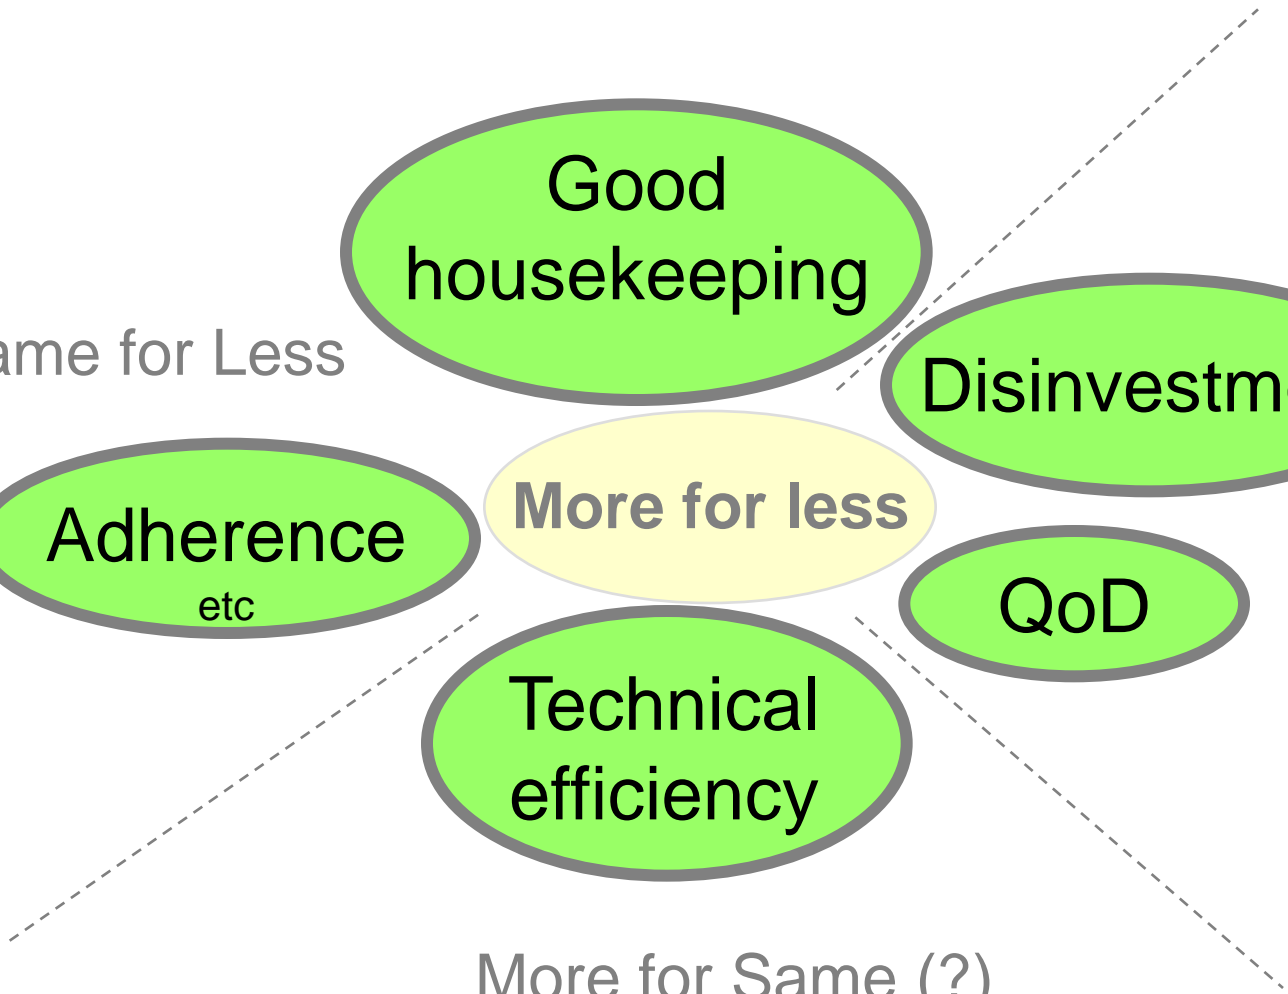 Good
housekeeping
ame for Less
Disinvestm
More for less
Adherence
etc
QoD
Technical
efficiency
More for Same (?)